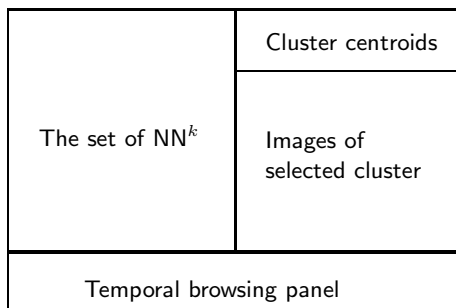 Cluster centroids
The set of NN^k
Images of
selected cluster
Temporal browsing panel